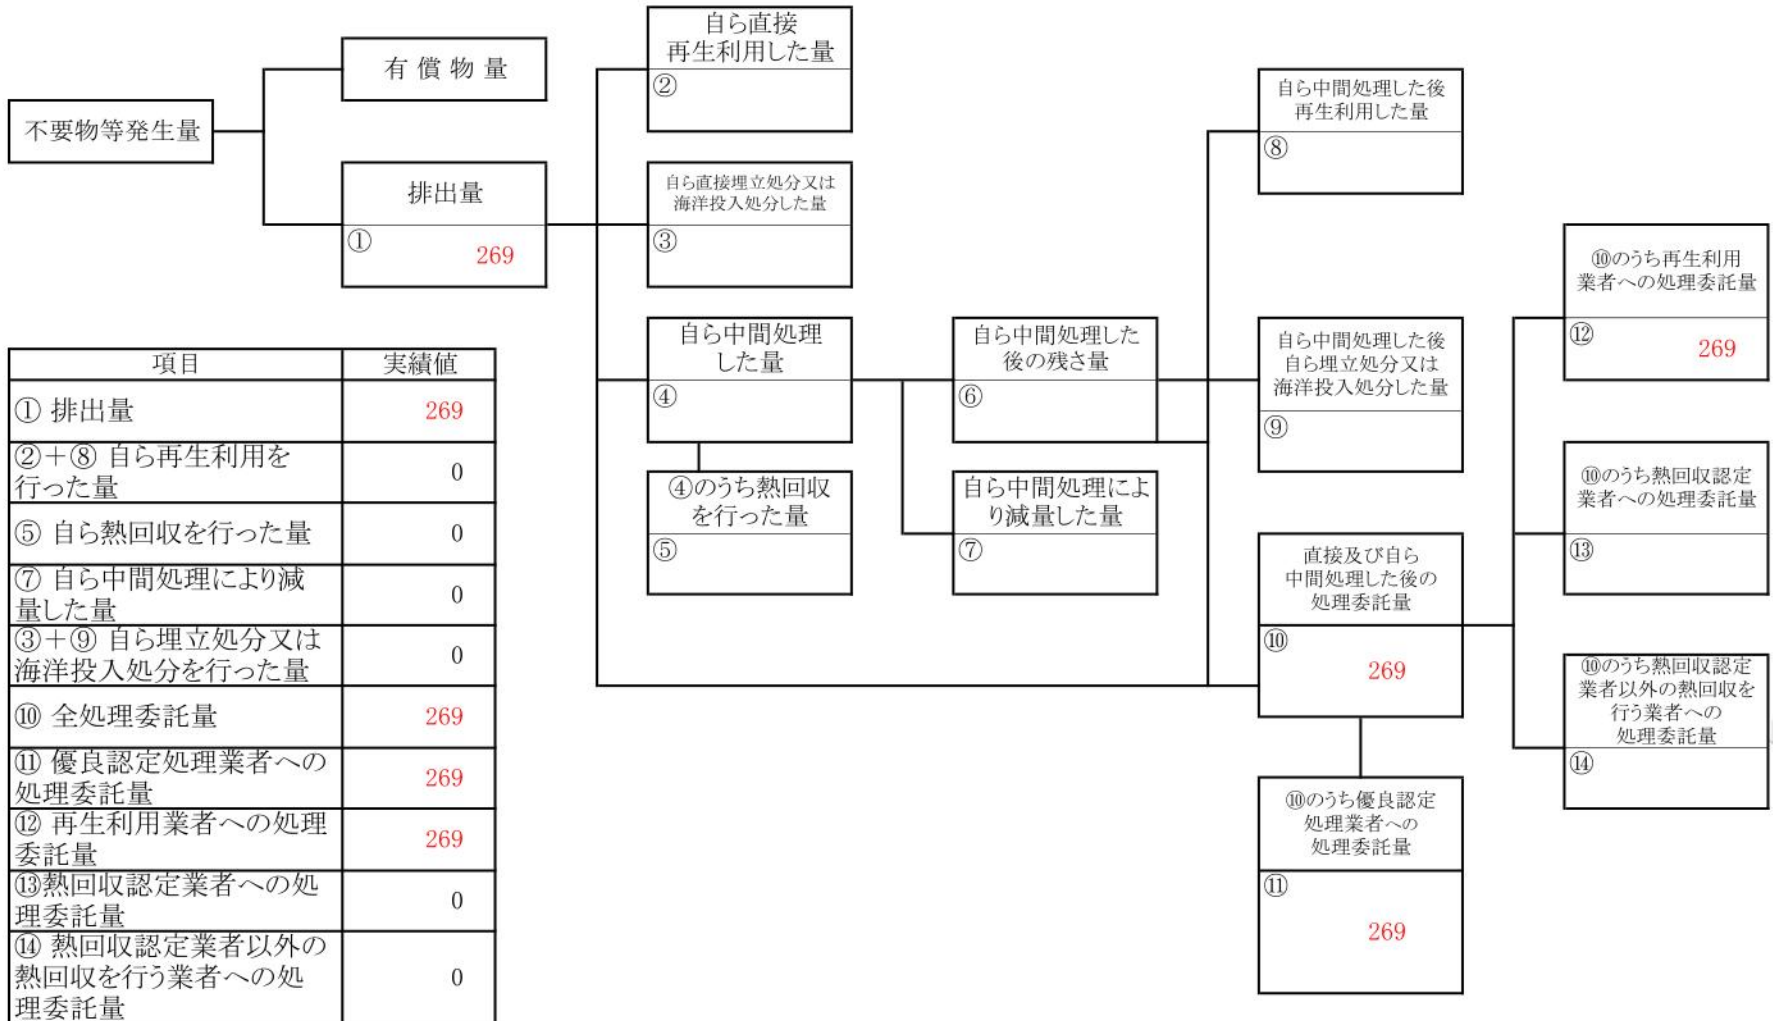 不要物等発生量
有償物量
排出量
①
269
自ら直接
再生利用した量
②
自ら直接埋立処分又は
海洋投入処分した量
③
自ら中間処理
した量
④
④のうち熱回収
を行った量
⑤
自ら中間処理した
後の残さ量
⑥
自ら中間処理によ
り減量した量
⑦
自ら中間処理した後
再生利用した量
⑧
自ら中間処理した後
自ら埋立処分又は
海洋投入処分した量
⑨
直接及び自ら
中間処理した後の
処理委託量
⑩
269
⑩のうち優良認定
処理業者への
処理委託量
⑪
269
⑩のうち再生利用
業者への処理委託量
⑫
269
⑩のうち熱回収認定
業者への処理委託量
⑬
⑩のうち熱回収認定
業者以外の熱回収を
行う業者への
処理委託量
⑭
項目 実績値
① 排出量 269
②＋⑧ 自ら再生利用を
行った量 0
⑤ 自ら熱回収を行った量 0
⑦ 自ら中間処理により減
量した量 0
③＋⑨ 自ら埋立処分又は
海洋投入処分を行った量 0
⑩ 全処理委託量 269
⑪ 優良認定処理業者への
処理委託量 269
⑫ 再生利用業者への処理
委託量 269
⑬熱回収認定業者への処
理委託量 0
⑭ 熱回収認定業者以外の
熱回収を行う業者への処 0
理委託量